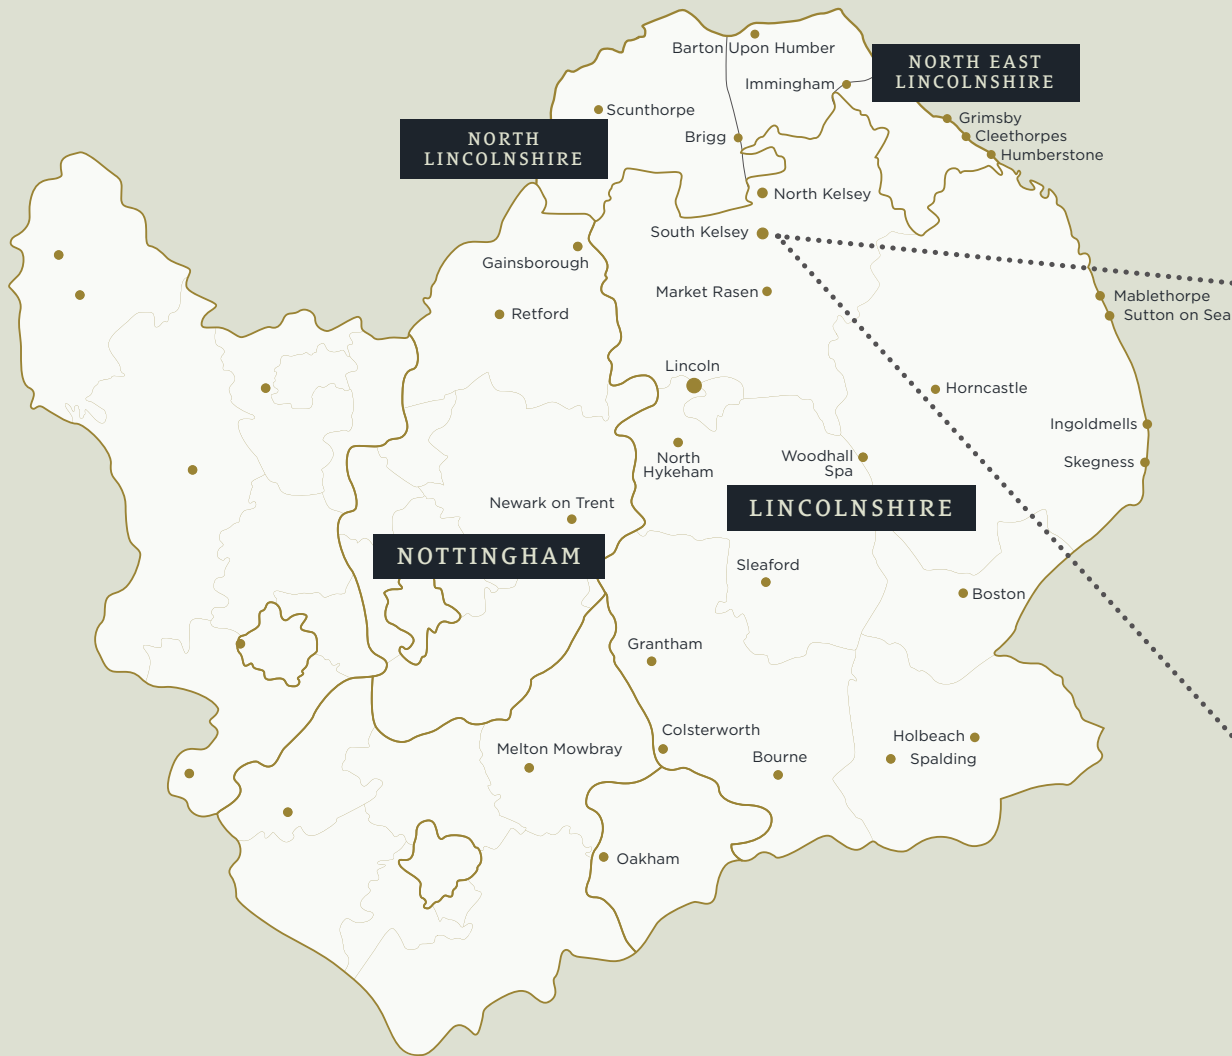 Barton Upon Humber
NORTH EAST
LINCOLNSHIRE
Immingham
Scunthorpe
Grimsby
NORTH
LINCOLNSHIRE
Brigg
Cleethorpes
Humberstone
North Kelsey
South Kelsey
Gainsborough
Market Rasen
Mablethorpe
Retford
Sutton on Sea
Lincoln
Horncastle
Ingoldmells
North
Hykeham
Woodhall
Spa
Skegness
Newark on Trent
LINCOLNSHIRE
NOTTINGHAM
Sleaford
Boston
Grantham
Colsterworth
Holbeach
Melton Mowbray
Bourne
Spalding
Oakham